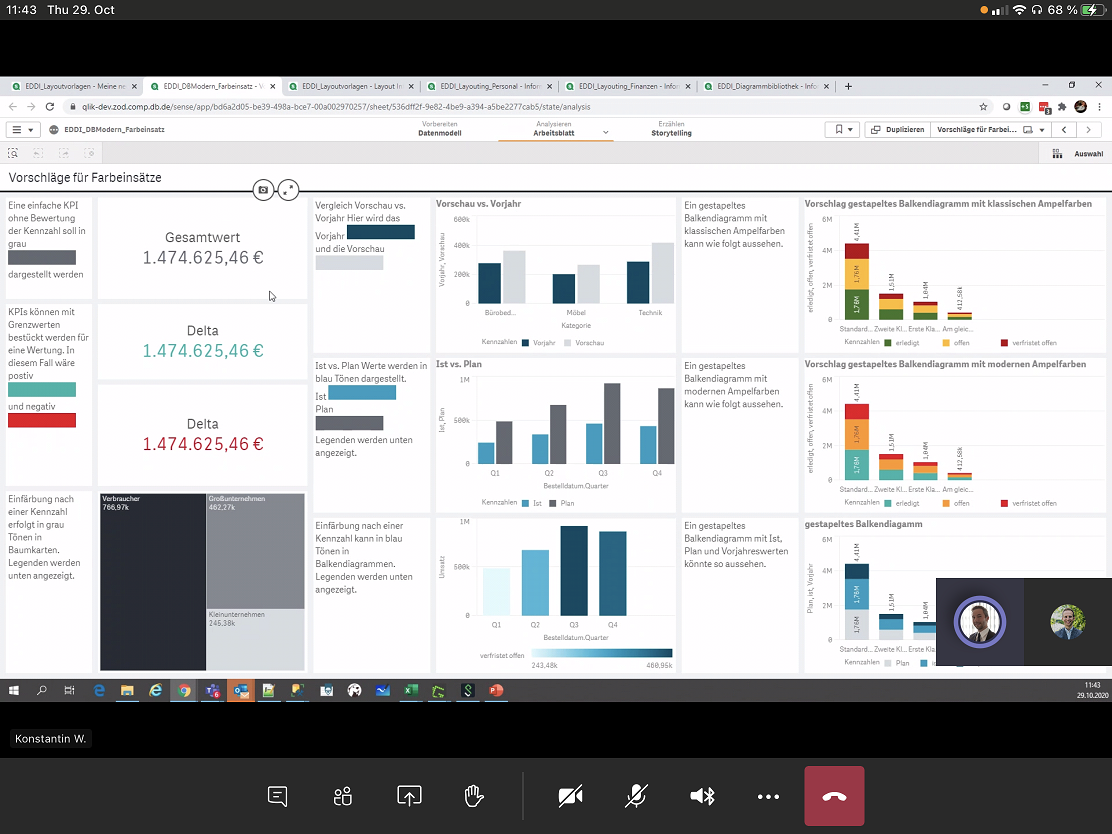 11:43 Thu 29. Oct
68 %
EDDI_Layoutvorlagen - Meine ne
EDDI_DBModern_Farbeinsatz - V
EDDI_Layoutvorlagen - Layout In
EDDI_Layouting_Personal - Inform
EDDI_Layouting_Finanzen - Infor
EDDI_Diagrammbibliothek - Inform
qlik-dev.zod.comp.db.de/sense/app/bd6a2d05-be39-498a-bce7-00a002970257/sheet/536dff2f-9e82-4be9-a394-a5be2277cab5/state/analysis
EDDI_DBModern_Farbeinsatz
Vorbereiten
Datenmodell
Analysieren
Arbeitsblatt
Erzählen
Storytelling
Duplizieren
Vorschläge für Farbei...
Auswahl
Vorschläge für Farbeinsätze
Eine einfache KPI
ohne Bewertung
der Kennzahl soll in
grau
dargestellt werden
Gesamtwert
1.474.625,46 €
KPIs können mit
Grenzwerten
bestückt werden für
eine Wertung. In
diesem Fall wäre
postiv
und negativ
Delta
1.474.625,46 €
Delta
1.474.625,46 €
Einfärbung nach
einer Kennzahl
erfolgt in grau
Tönen in
Baumkarten.
Legenden werden
unten angezeigt.
Verbraucher
766,97k
Großunternehmen
462,27k
Kleinunternehmen
245,38k
Vergleich Vorschau vs.
Vorjahr Hier wird das
Vorjahr
und die Vorschau
Vorschau vs. Vorjahr
Vorjahr, Vorschau
600k
400k
200k
0
Bürobed... Möbel Technik
Kategorie
Kennzahlen Vorjahr Vorschau
Ist vs. Plan Werte werden in
blau Tönen dargestellt.
Ist
Plan
Legenden werden unten
angezeigt.
Ist vs. Plan
Ist, Plan
1M
500k
0
Q1 Q2 Q3 Q4
Bestelldatum.Quarter
Kennzahlen Ist Plan
Einfärbung nach einer
Kennzahl kann in blau
Tönen in
Balkendiagrammen.
Legenden werden unten
angezeigt.
Umsatz
1M
500k
0
Q1 Q2 Q3 Q4
Bestelldatum.Quarter
verfristet offen
243,48k 460,95k
Ein gestapeltes
Balkendiagramm mit
klassischen Ampelfarben
kann wie folgt aussehen.
Vorschlag gestapeltes Balkendiagramm mit klassischen Ampelfarben
erledigt, offen, verfristet offen
6M
4M
2M
0
4,41M
1,76M
1,76M
1,51M
1,04M
412,58k
Standard... Zweite Kl... Erste Kla... Am gleic...
Kennzahlen erledigt offen verfristet offen
Ein gestapeltes
Balkendiagramm mit
modernen Ampelfarben
kann wie folgt aussehen.
Vorschlag gestapeltes Balkendiagramm mit modernen Ampelfarben
erledigt, offen, verfristet offen
6M
4M
2M
0
4,41M
1,76M
1,76M
1,51M
1,04M
412,58k
Standard... Zweite Kl... Erste Kla... Am gleic...
Kennzahlen erledigt offen verfristet offen
Ein gestapeltes
Balkendiagramm mit Ist,
Plan und Vorjahreswerten
könnte so aussehen.
gestapeltes Balkendiagamm
Plan, Ist, Vorjahr
6M
4M
2M
0
4,41M
1,76M
1,76M
1,51M
1,04M
Standard... Zweite Kl... Erste Kla...
Kennzahlen Plan
11:43
29.10.2020
Konstantin W.